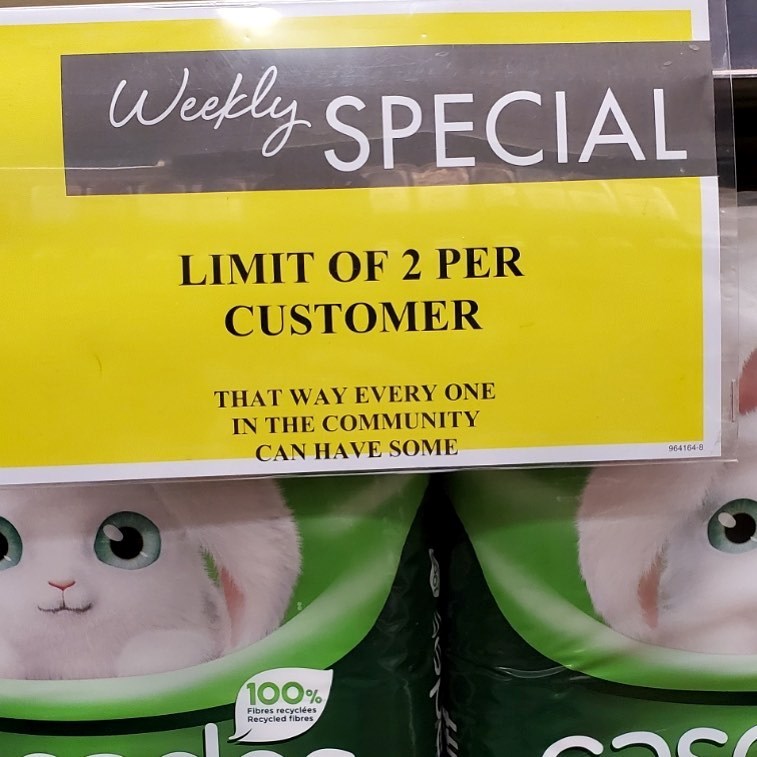 Weekly SPECIAL
LIMIT OF 2 PER
CUSTOMER
THAT WAY EVERY ONE
IN THE COMMUNITY
CAN HAVE SOME
964164-8
100%
Fibres recyclées
Recycled fibres